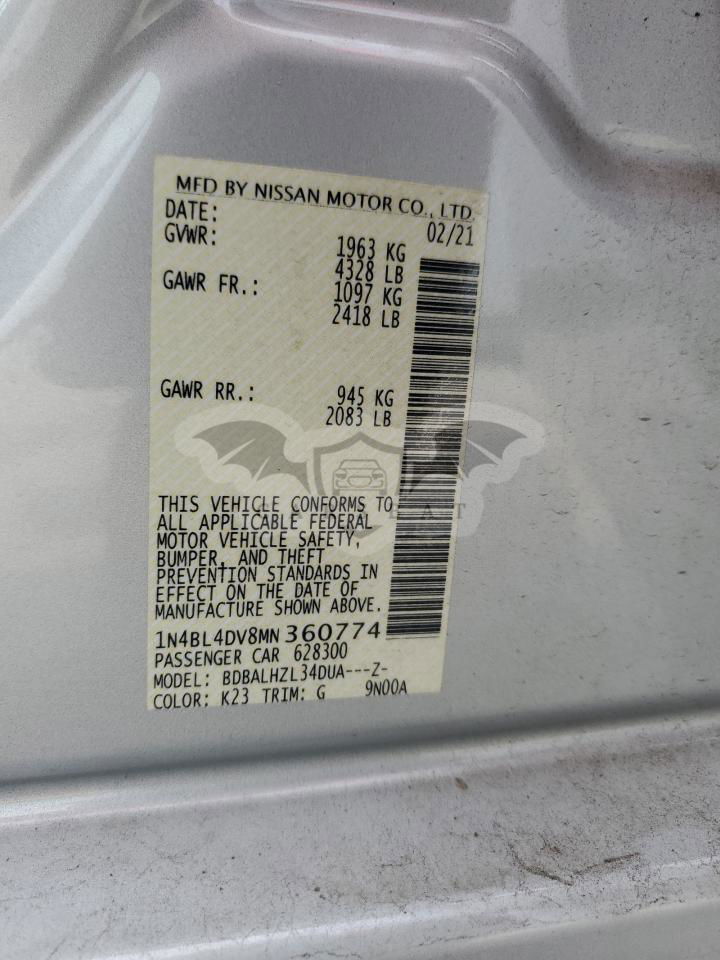 MFD BY NISSAN MOTOR CO., LTD.
DATE: 02/21
GVWR: 1963 KG
4328 LB
GAWR FR.: 1097 KG
2418 LB
GAWR RR.: 945 KG
2083 LB
THIS VEHICLE CONFORMS TO
ALL APPLICABLE FEDERAL
MOTOR VEHICLE SAFETY,
BUMPER, AND THEFT
PREVENTION STANDARDS IN
EFFECT ON THE DATE OF
MANUFACTURE SHOWN ABOVE.
1N4BL4DV8MN360774
PASSENGER CAR 628300
MODEL: BDBALHZL34DUA---Z-
COLOR: K23 TRIM: G 9N00A